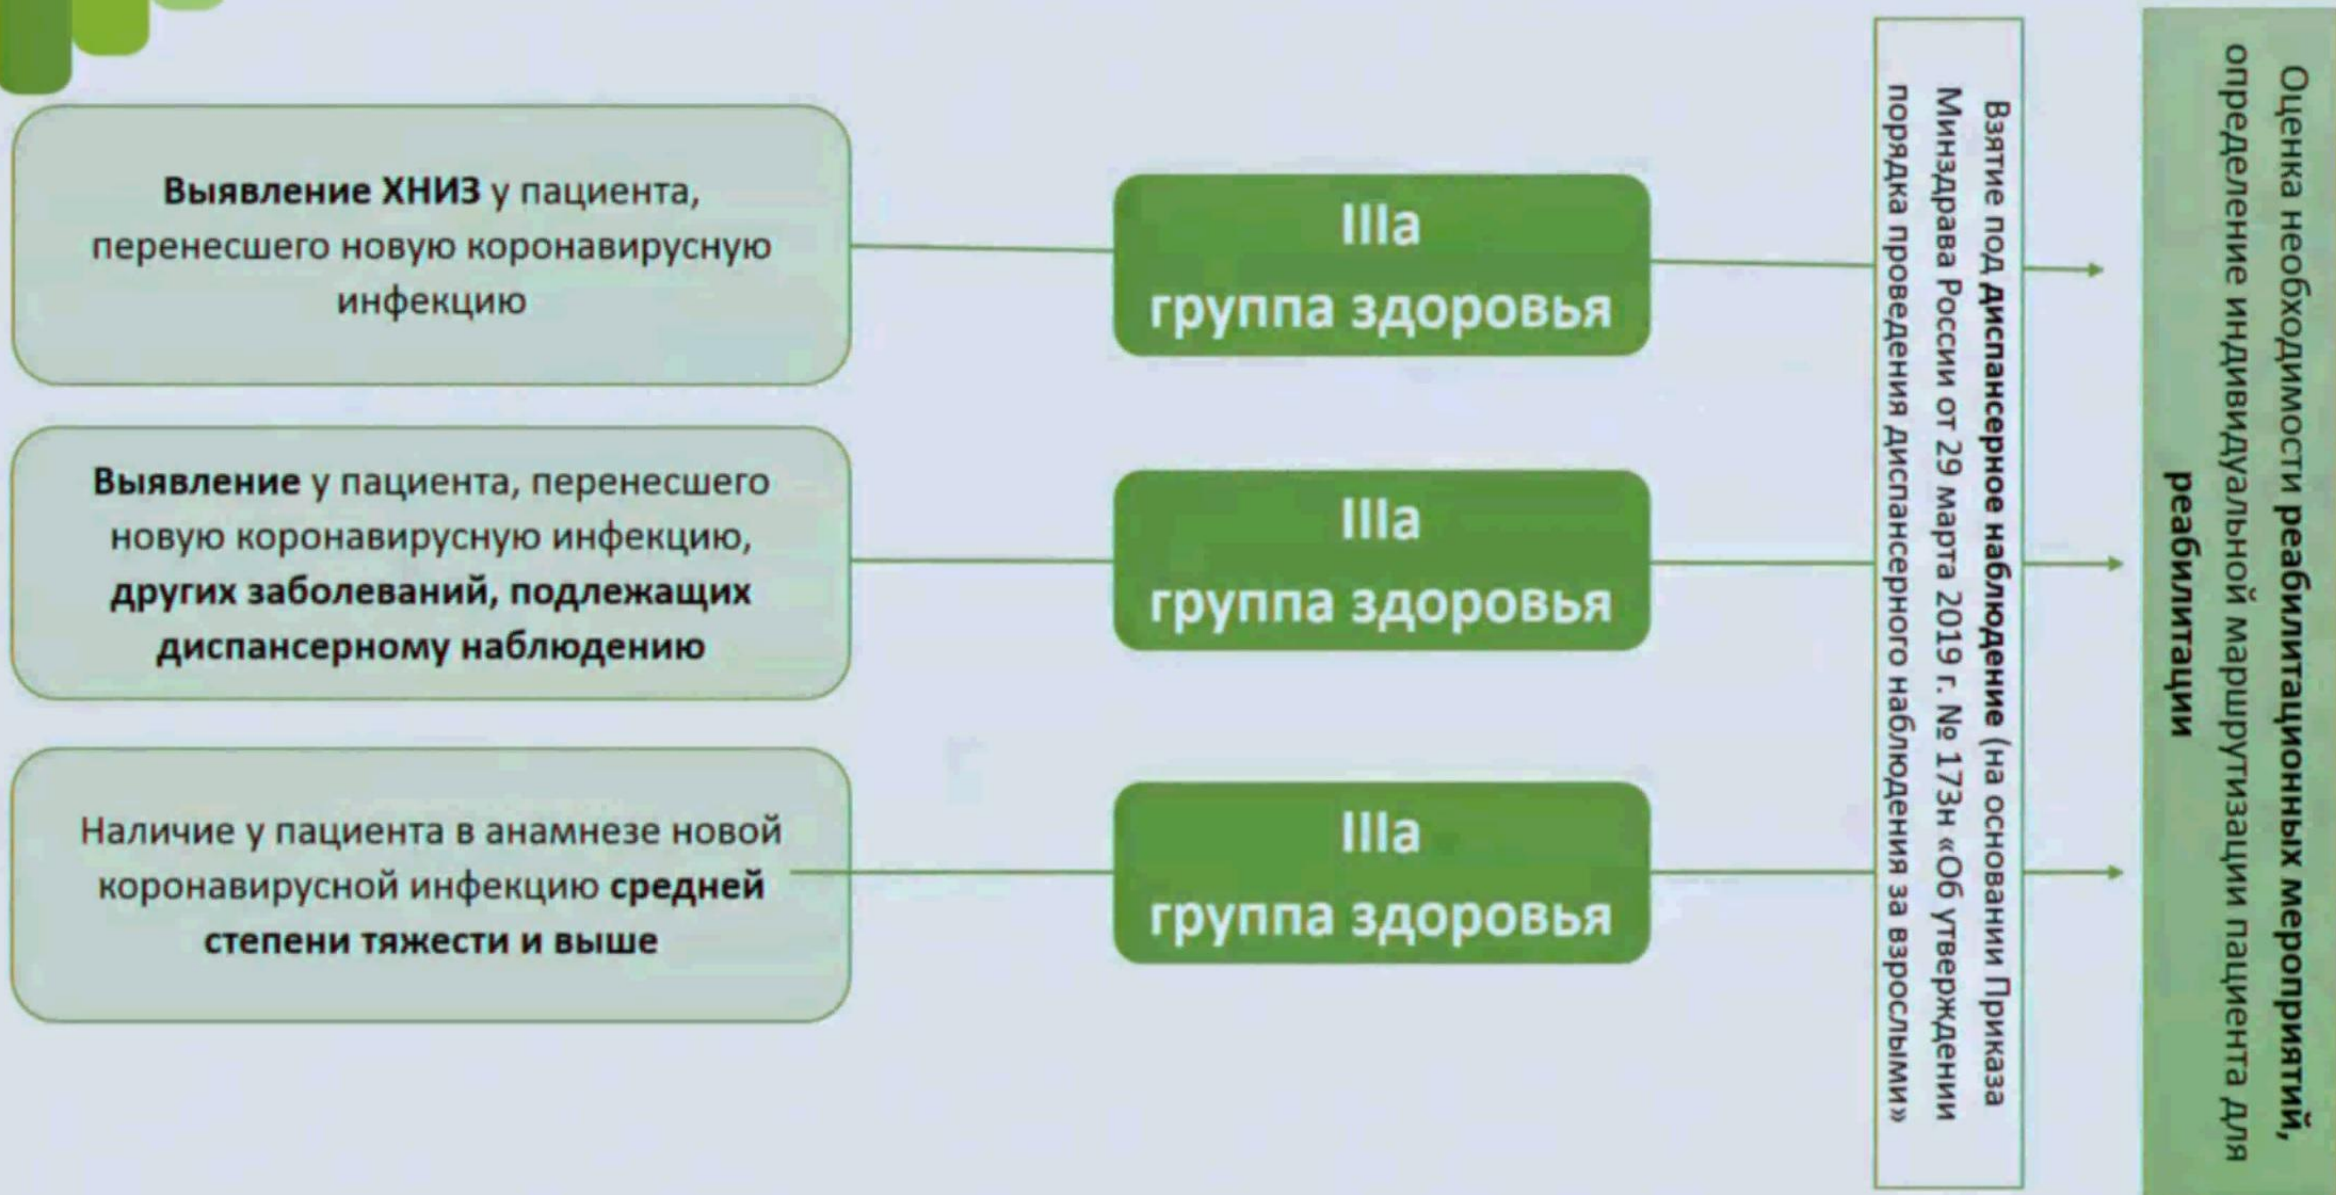 Выявление ХНИЗ у пациента,
перенесшего новую коронавирусную
инфекцию
IIIа
группа здоровья
Выявление у пациента, перенесшего
новую коронавирусную инфекцию,
других заболеваний, подлежащих
диспансерному наблюдению
IIIа
группа здоровья
Наличие у пациента в анамнезе новой
коронавирусной инфекцию средней
степени тяжести и выше
IIIа
группа здоровья
Взятие под диспансерное наблюдение (на основании Приказа
Минздрава России от 29 марта 2019 г. № 173н «Об утверждении
порядка проведения диспансерного наблюдения за взрослыми»
Оценка необходимости реабилитационных мероприятий,
определение индивидуальной маршрутизации пациента для
реабилитации